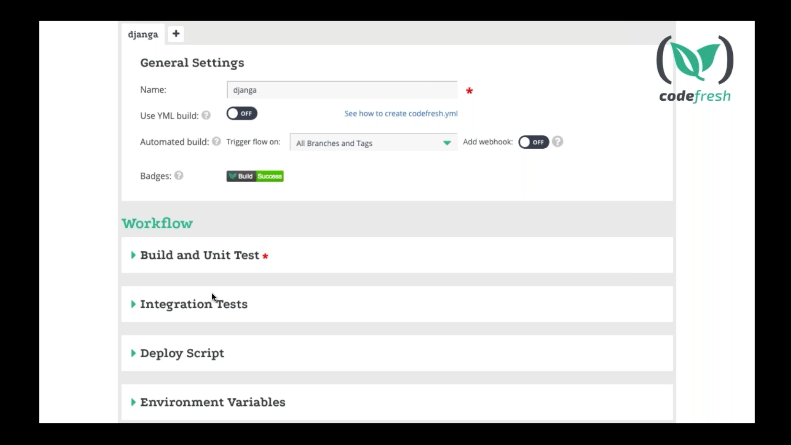 djanga +
General Settings
Name: djanga *
Use YML build: ? OFF See how to create codefresh.yml
Automated build: ? Trigger flow on: All Branches and Tags Add webhook: OFF ?
Badges: ? Build Success
Workflow
Build and Unit Test *
Integration Tests
Deploy Script
Environment Variables
codefresh